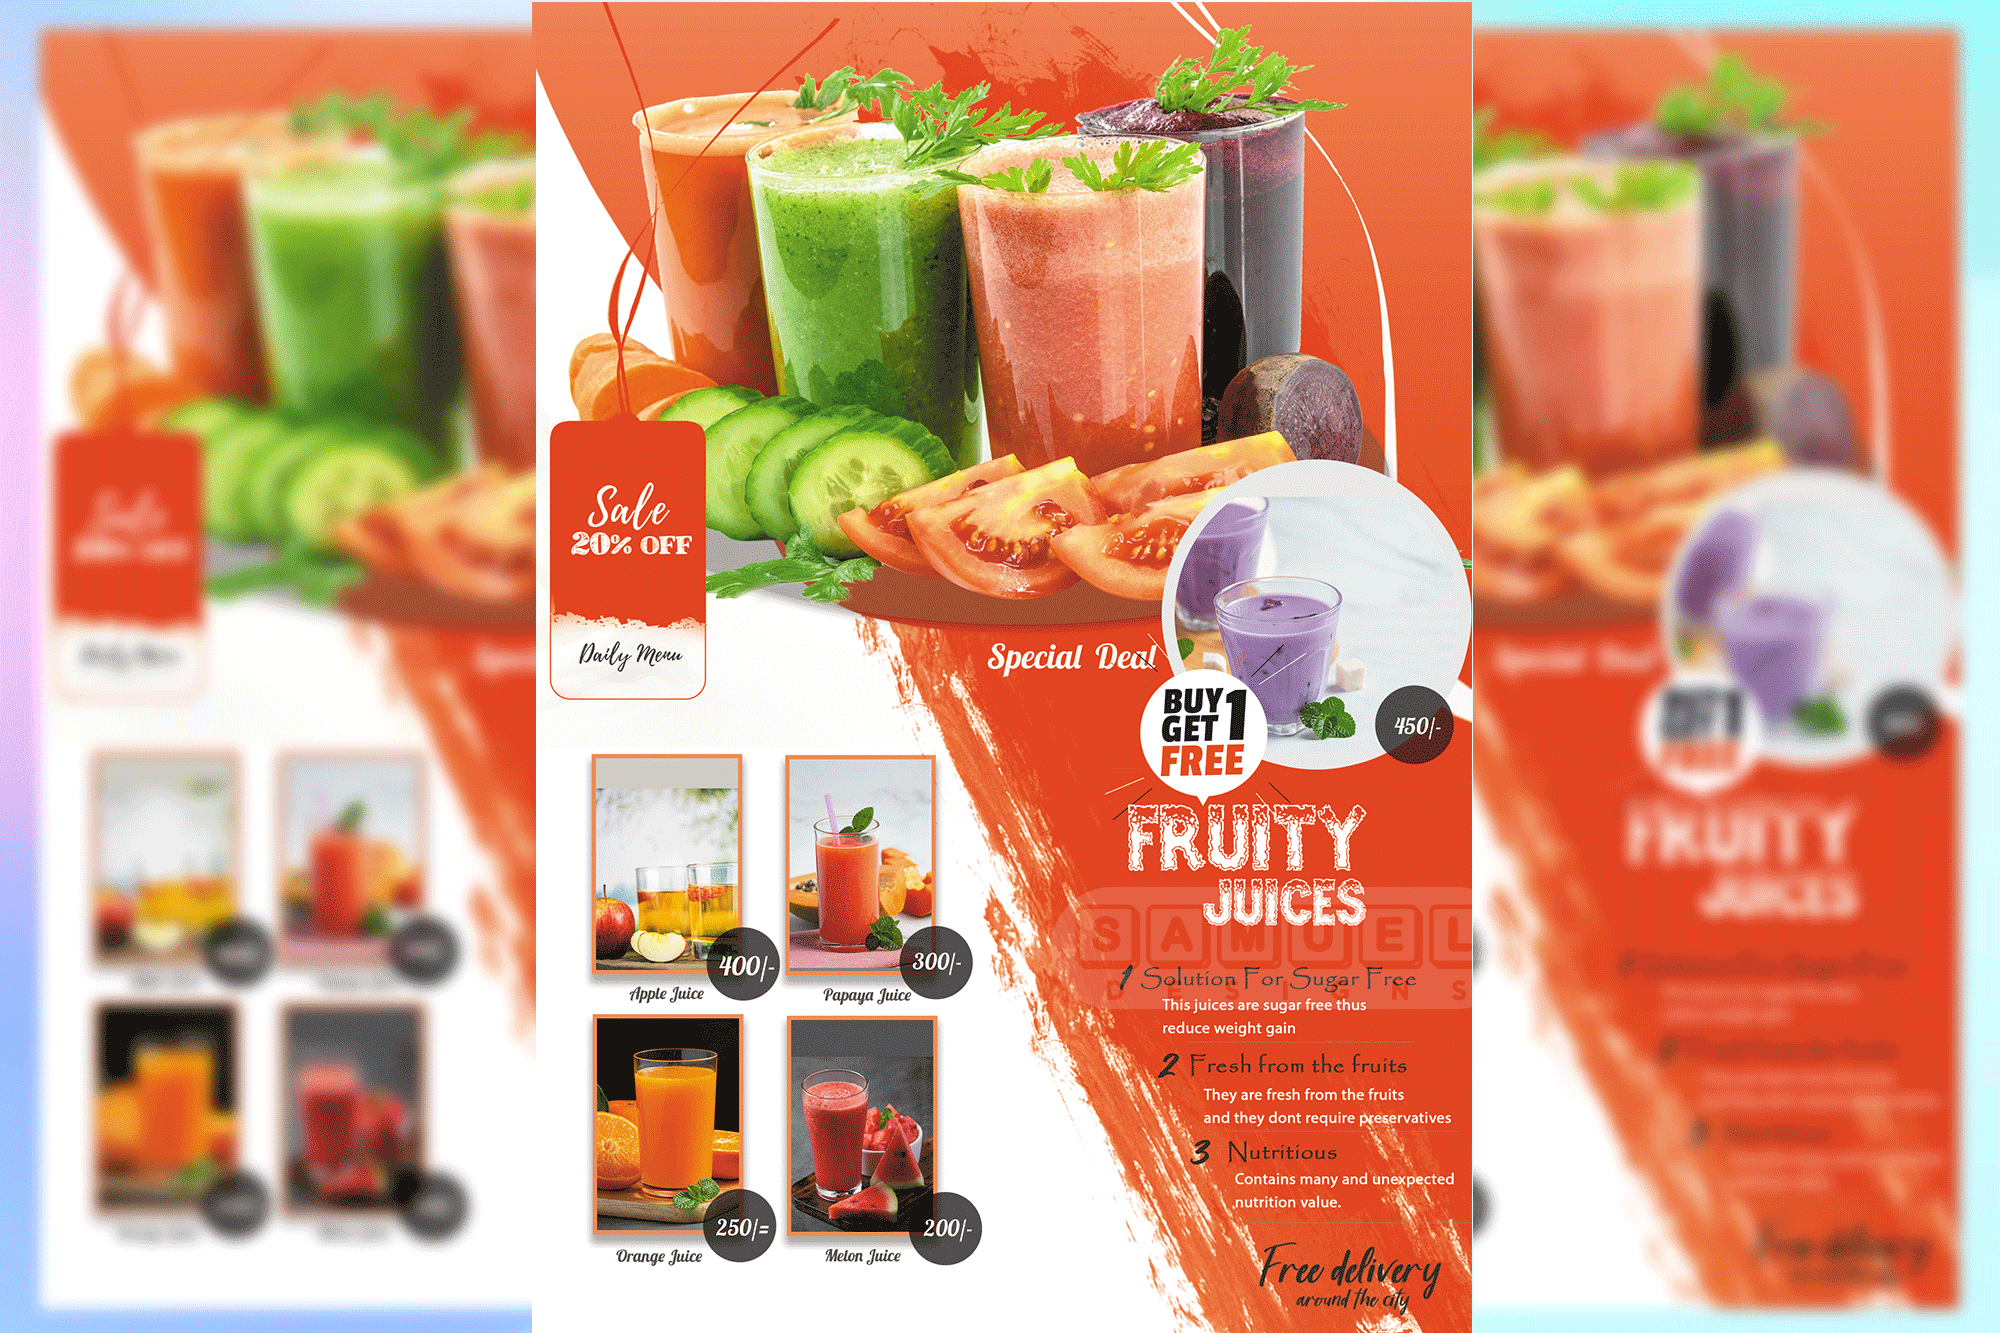 Sale
20% OFF
Daily Menu
Special Deal
BUY 1
GET
FREE
450/-
FRUITY
JUICES
SAMUEL
DESIGNS
1 Solution For Sugar Free
This juices are sugar free thus
reduce weight gain
2 Fresh from the fruits
They are fresh from the fruits
and they dont require preservatives
3 Nutritious
Contains many and unexpected
nutrition value.
Free delivery
around the city
400/-
Apple Juice
300/-
Papaya Juice
250/=
Orange Juice
200/-
Melon Juice